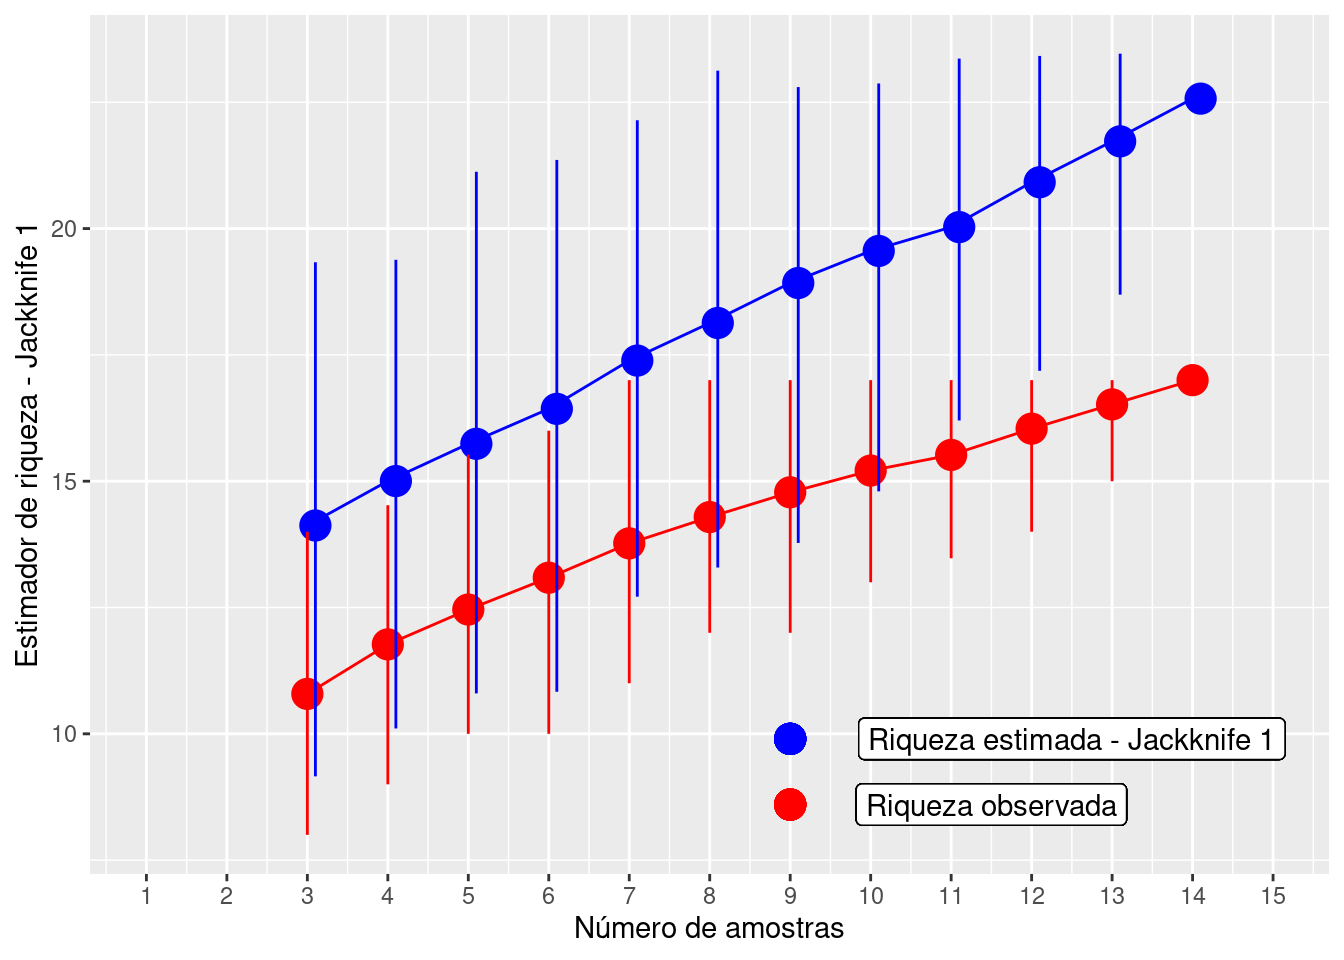 Estimador de riqueza - Jackknife 1
20
15
10
Riqueza estimada - Jackknife 1
Riqueza observada
1 2 3 4 5 6 7 8 9 10 11 12 13 14 15
Número de amostras